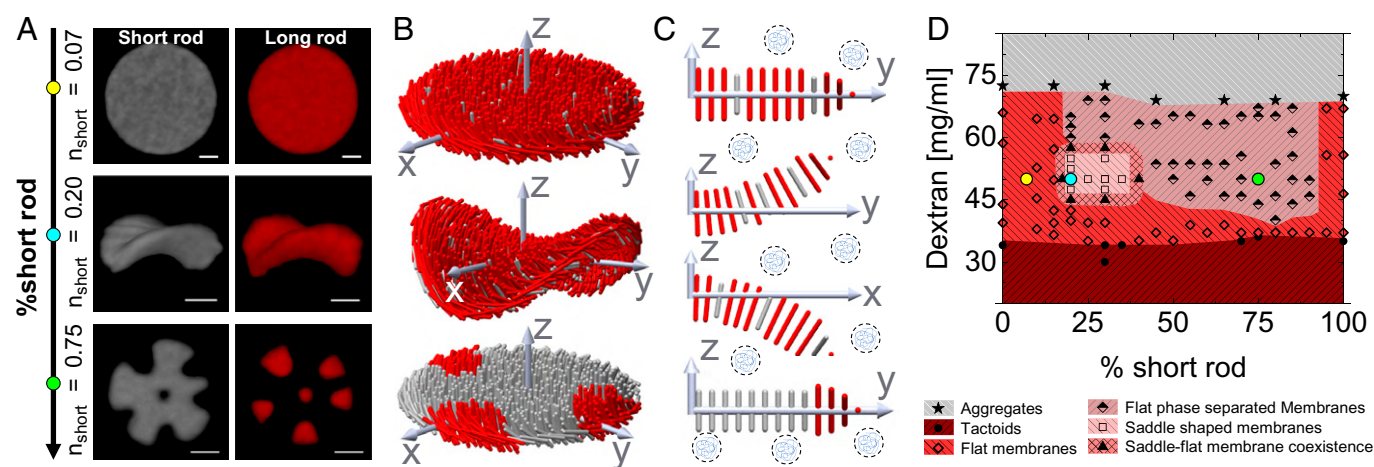 A
Short rod
Long rod
%short rod
n_short = 0.07
n_short = 0.20
n_short = 0.75
B
z
x
y
z
x
y
z
x
y
C
z
y
z
y
z
x
z
y
D
Dextran [mg/ml]
75
60
45
30
0
25
50
75
100
% short rod
Aggregates
Tactoids
Flat membranes
Flat phase separated Membranes
Saddle shaped membranes
Saddle-flat membrane coexistence